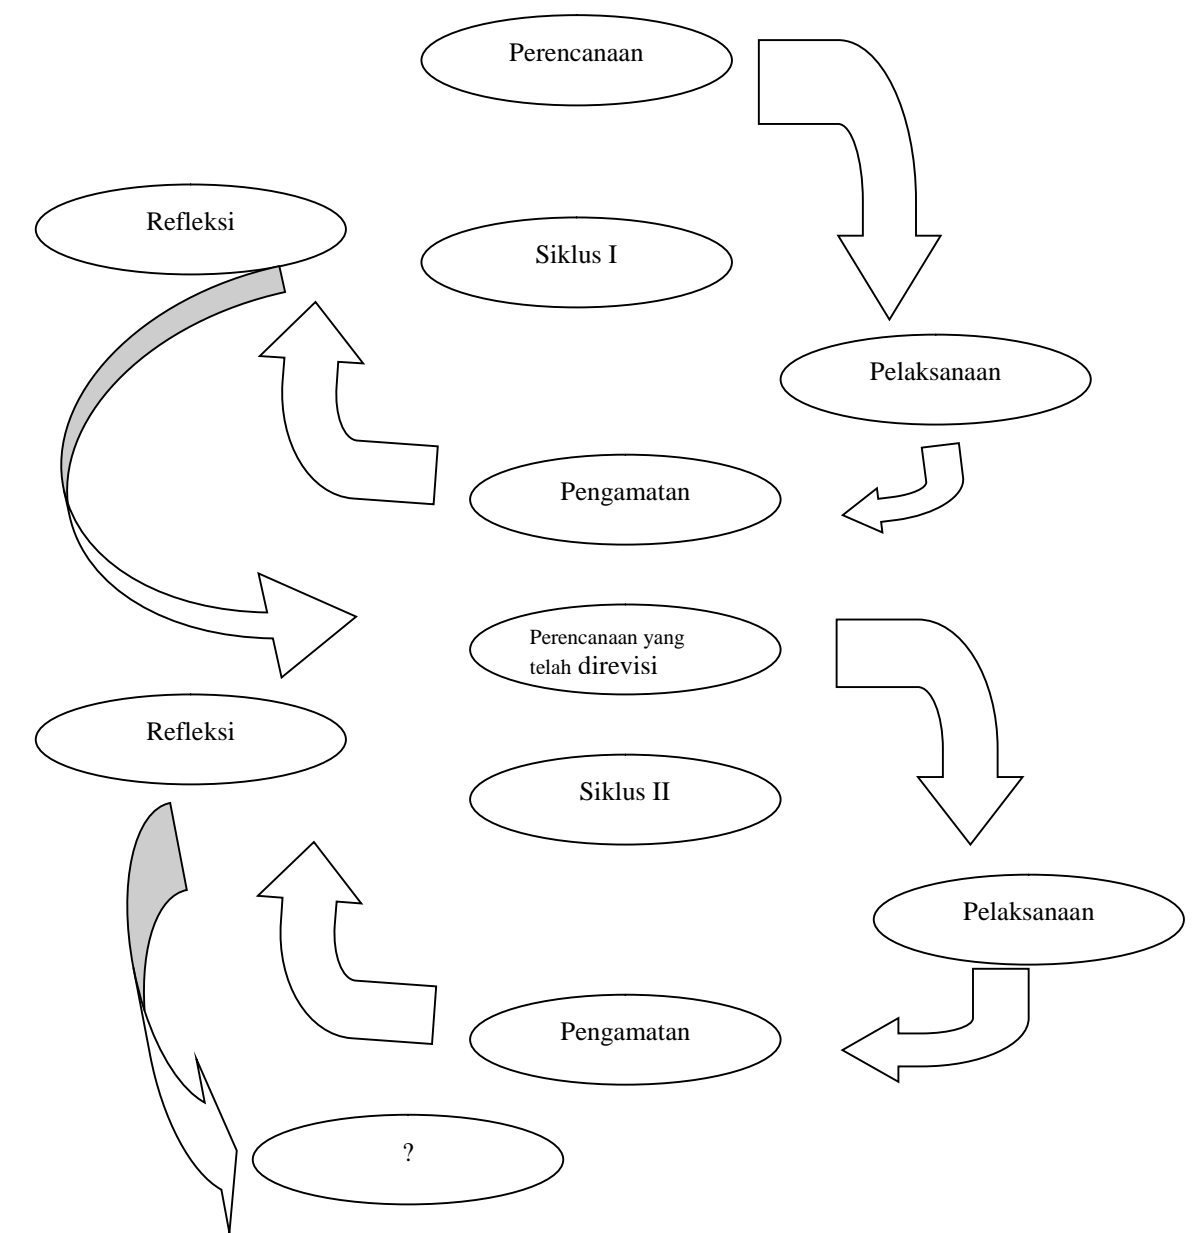 Perencanaan
Refleksi
Siklus I
Pelaksanaan
Pengamatan
Perencanaan yang
telah direvisi
Refleksi
Siklus II
Pelaksanaan
Pengamatan
?